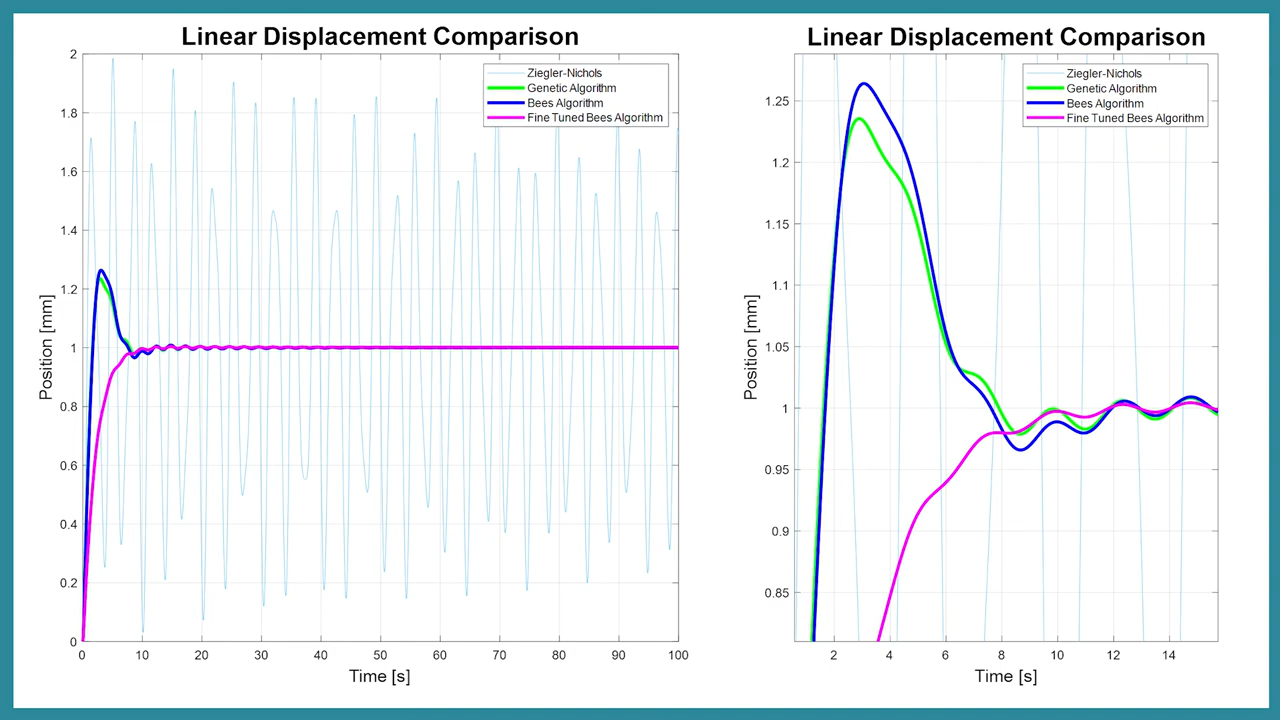 Linear Displacement Comparison
Ziegler-Nichols
Genetic Algorithm
Bees Algorithm
Fine Tuned Bees Algorithm
2
1.8
1.6
1.4
1.2
1
0.8
0.6
0.4
0.2
0
Position [mm]
0 10 20 30 40 50 60 70 80 90 100
Time [s]
Linear Displacement Comparison
Ziegler-Nichols
Genetic Algorithm
Bees Algorithm
Fine Tuned Bees Algorithm
1.25
1.2
1.15
1.1
1.05
1
0.95
0.9
0.85
Position [mm]
2 4 6 8 10 12 14
Time [s]